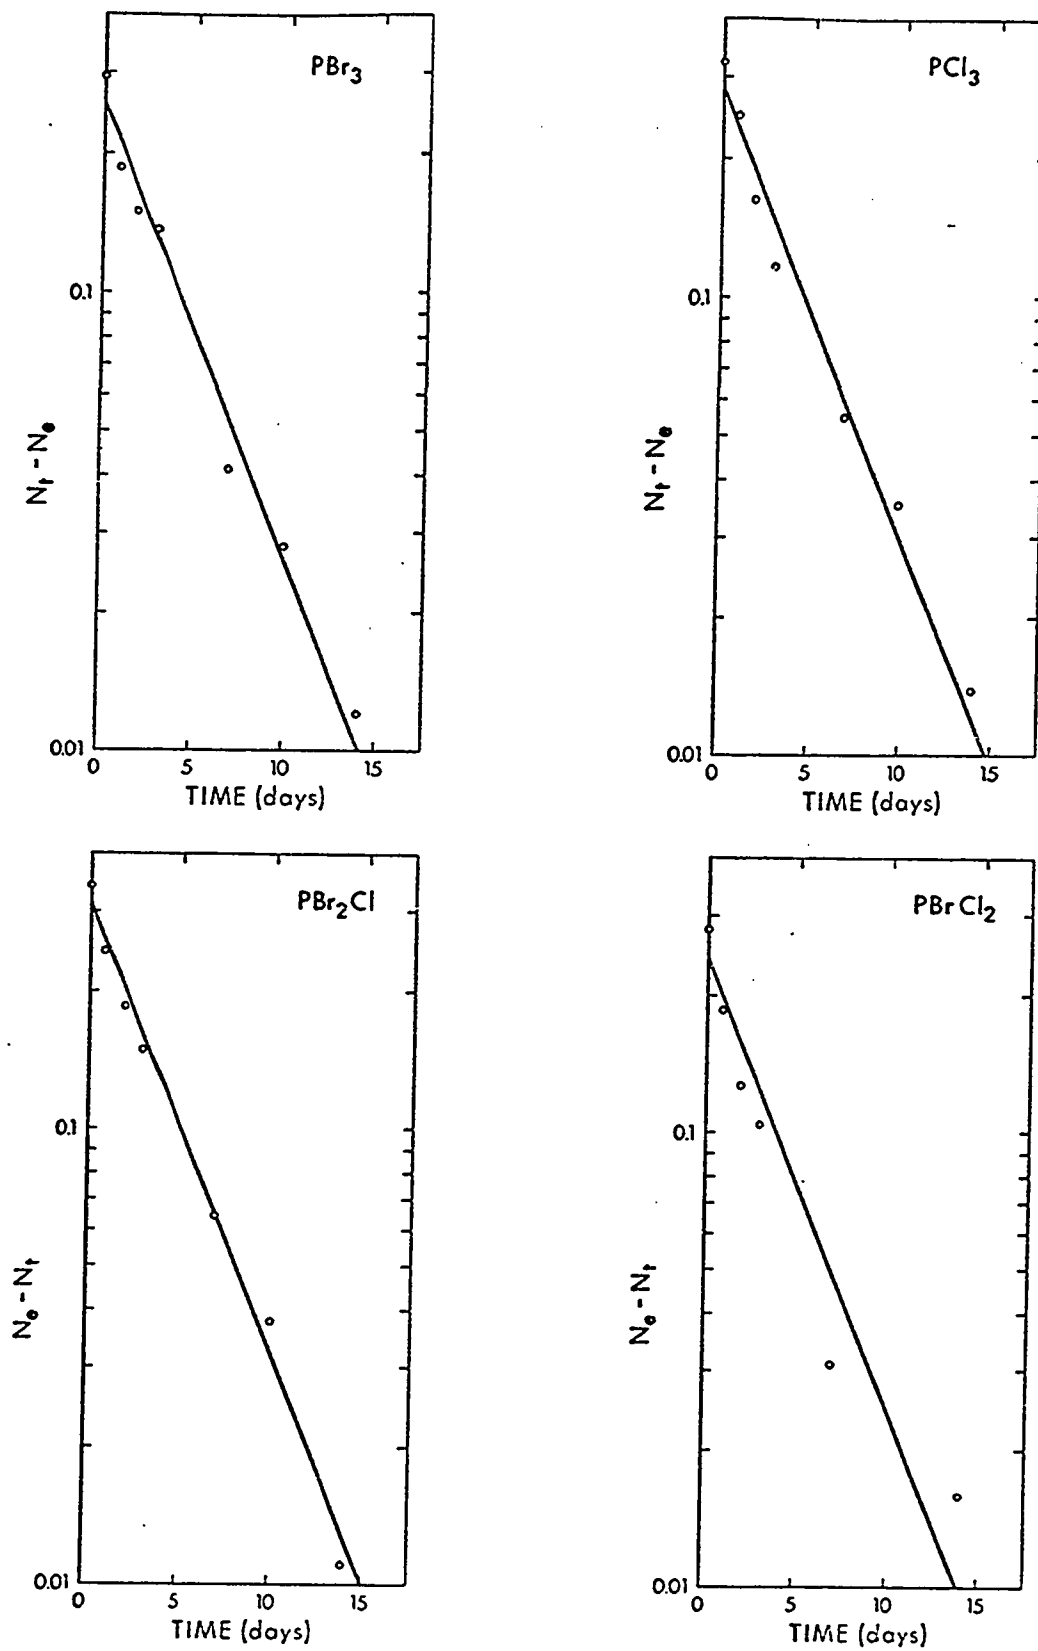 PBr3
0.1
Nt - Ne
0.01
0 5 10 15
TIME (days)
PCl3
0.1
Nt - Ne
0.01
0 5 10 15
TIME (days)
PBr2Cl
0.1
Ne - Nt
0.01
0 5 10 15
TIME (days)
PBrCl2
0.1
Ne - Nt
0.01
0 5 10 15
TIME (days)